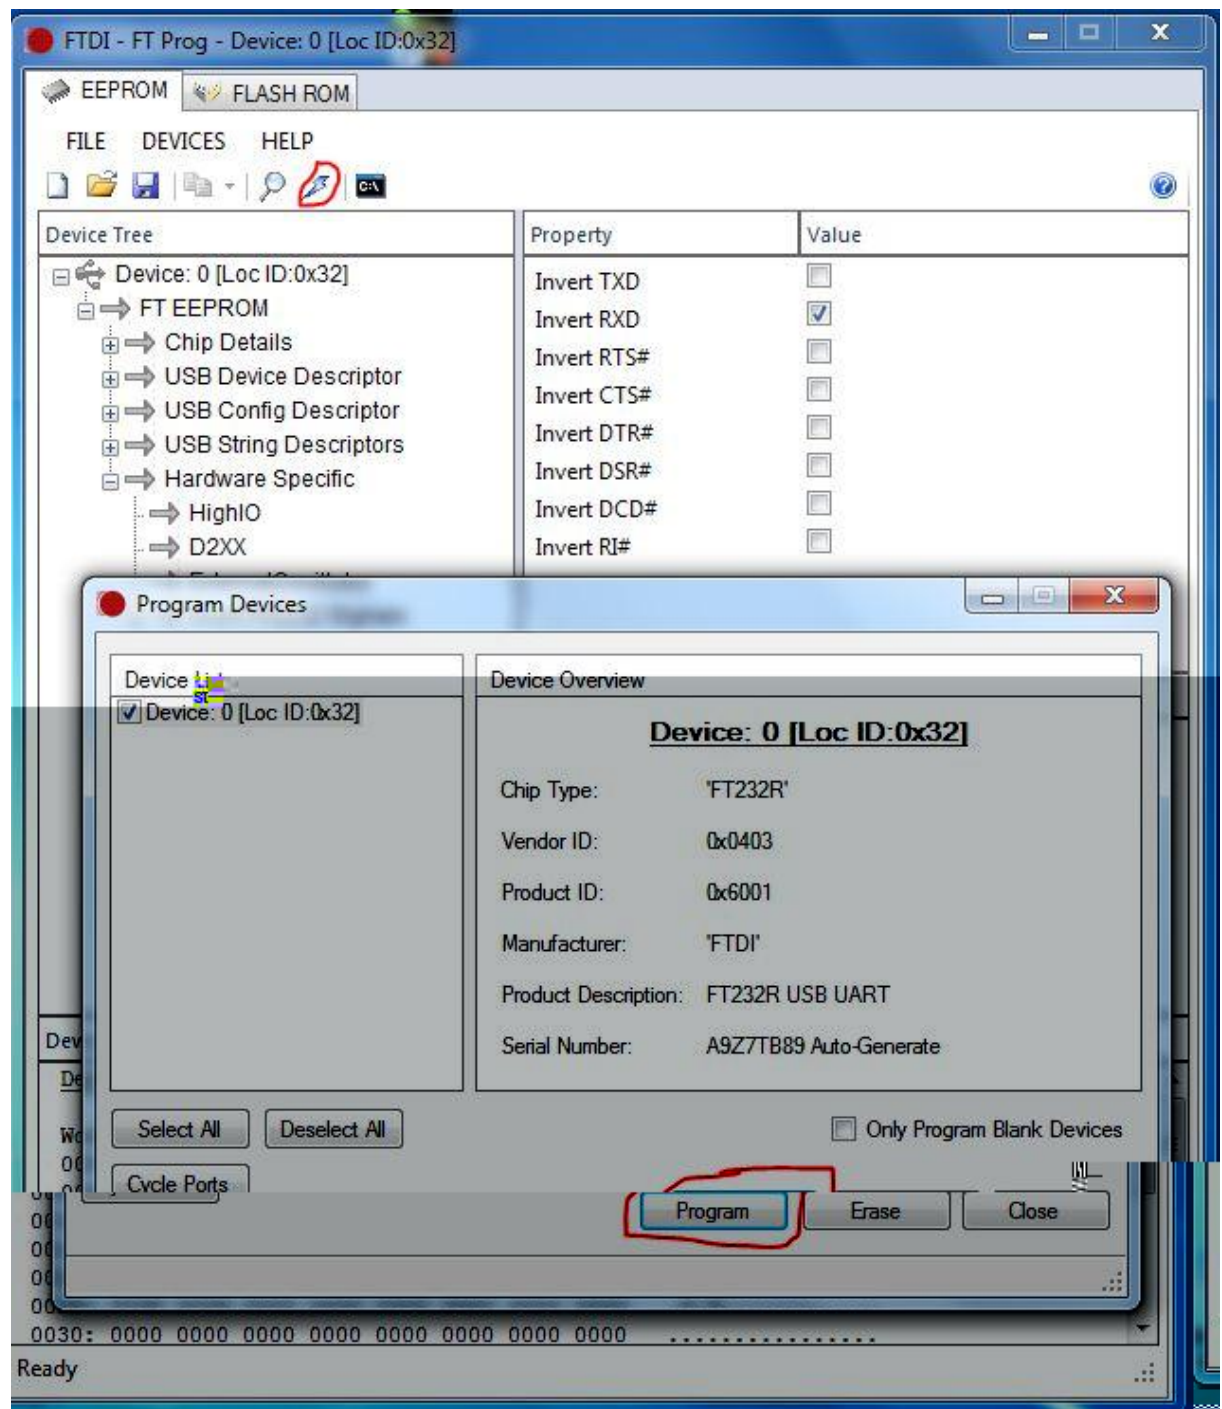 FTDI - FT Prog - Device: 0 [Loc ID:0x32]
EEPROM FLASH ROM
FILE DEVICES HELP
C:\
Device Tree Property Value
Device: 0 [Loc ID:0x32]
FT EEPROM
Chip Details
USB Device Descriptor
USB Config Descriptor
USB String Descriptors
Hardware Specific
HighIO
D2XX
Invert TXD
Invert RXD
Invert RTS#
Invert CTS#
Invert DTR#
Invert DSR#
Invert DCD#
Invert RI#
Program Devices
Device
Device: 0 [Loc ID:0x32]
Device Overview
Device: 0 [Loc ID:0x32]
Chip Type: 'FT232R'
Vendor ID: 0x0403
Product ID: 0x6001
Manufacturer: 'FTDI'
Product Description: FT232R USB UART
Serial Number: A9Z7TB89 Auto-Generate
Select All Deselect All Only Program Blank Devices
Cycle Ports
Program Erase Close
0030: 0000 0000 0000 0000 0000 0000 0000 0000 ................
Ready